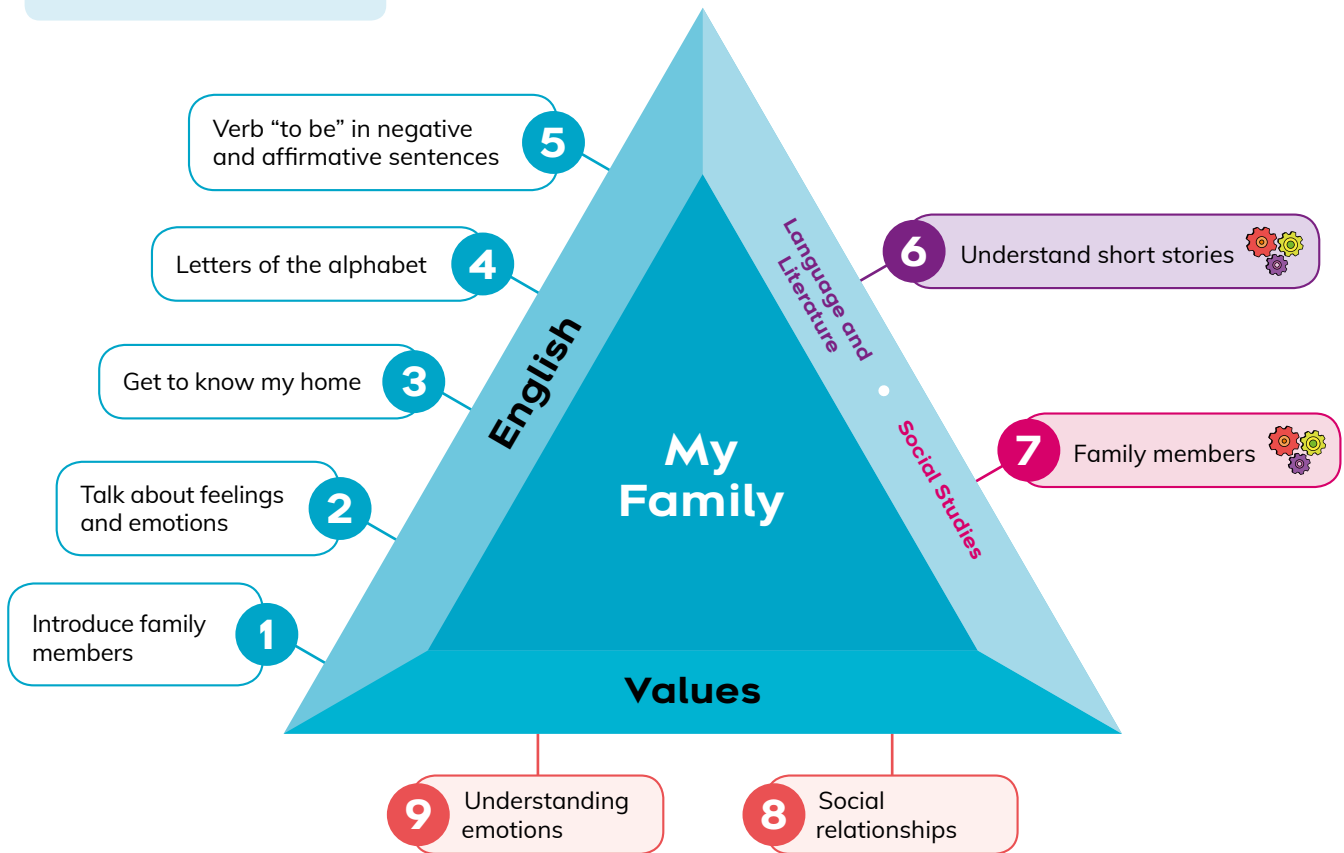 5
Verb “to be” in negative
and affirmative sentences
4
Letters of the alphabet
3
Get to know my home
2
Talk about feelings
and emotions
1
Introduce family
members
English
My
Family
Values
Language and
Literature
Social Studies
6
Understand short stories
7
Family members
9
Understanding
emotions
8
Social
relationships